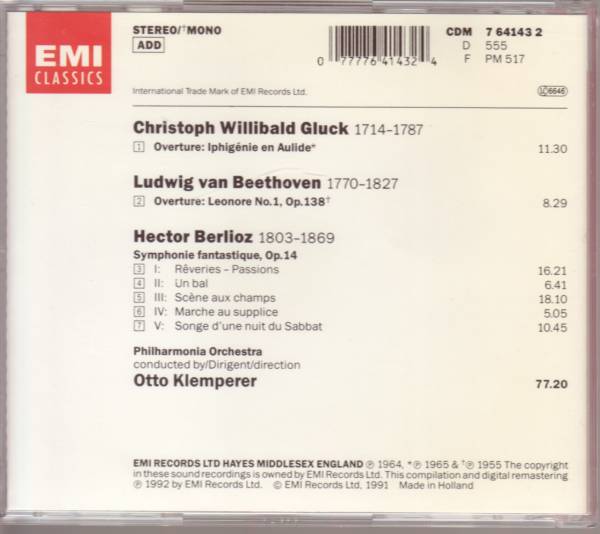 EMI
CLASSICS
STEREO/†MONO
ADD
0 77776 41432 4
CDM 7 64143 2
D 555
F PM 517
International Trade Mark of EMI Records Ltd.
6646
Christoph Willibald Gluck 1714–1787
1 Overture: Iphigénie en Aulide* 11.30
Ludwig van Beethoven 1770–1827
2 Overture: Leonore No.1, Op.138† 8.29
Hector Berlioz 1803–1869
Symphonie fantastique, Op.14
3 I: Rêveries – Passions 16.21
4 II: Un bal 6.41
5 III: Scène aux champs 18.10
6 IV: Marche au supplice 5.05
7 V: Songe d'une nuit du Sabbat 10.45
Philharmonia Orchestra
conducted by/Dirigent/direction
Otto Klemperer 77.20
EMI RECORDS LTD HAYES MIDDLESEX ENGLAND ℗ 1964, *℗ 1965 & †℗ 1955 The copyright
in these sound recordings is owned by EMI Records Ltd. This compilation and digital remastering
℗ 1992 by EMI Records Ltd. © EMI Records Ltd, 1991 Made in Holland